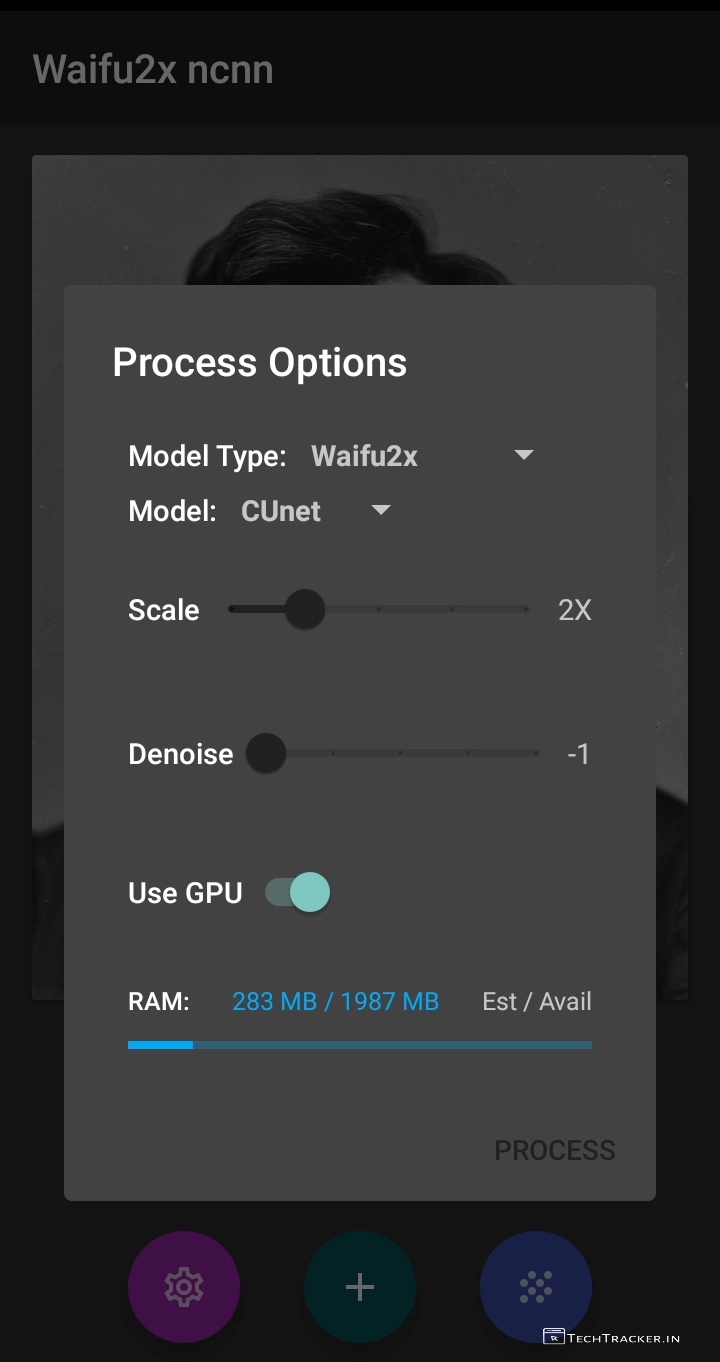 Waifu2x ncnn
Process Options
Model Type: Waifu2x
Model: CUnet
Scale 2X
Denoise -1
Use GPU
RAM: 283 MB / 1987 MB Est / Avail
PROCESS
TECHTRACKER.IN